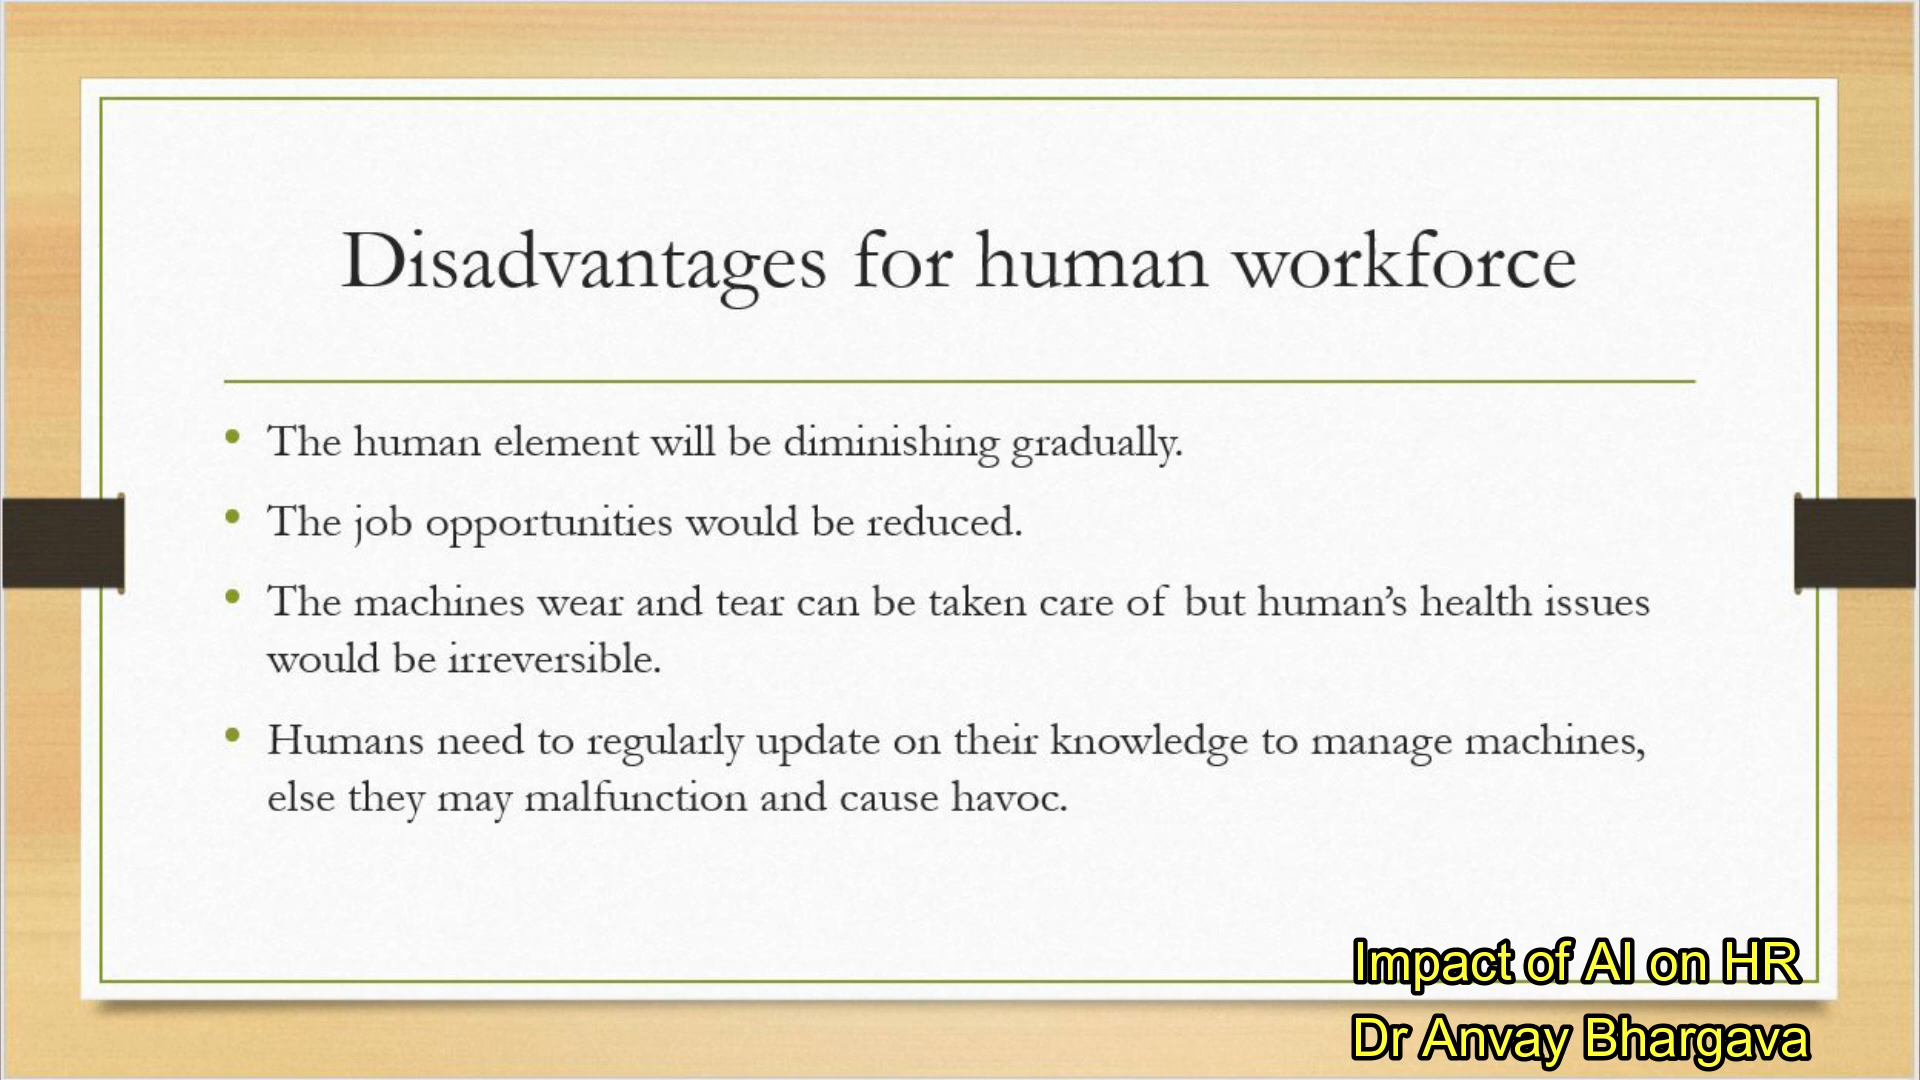 Disadvantages for human workforce
• The human element will be diminishing gradually.
• The job opportunities would be reduced.
• The machines wear and tear can be taken care of but human’s health issues
would be irreversible.
• Humans need to regularly update on their knowledge to manage machines,
else they may malfunction and cause havoc.
Impact of AI on HR
Dr Anvay Bhargava